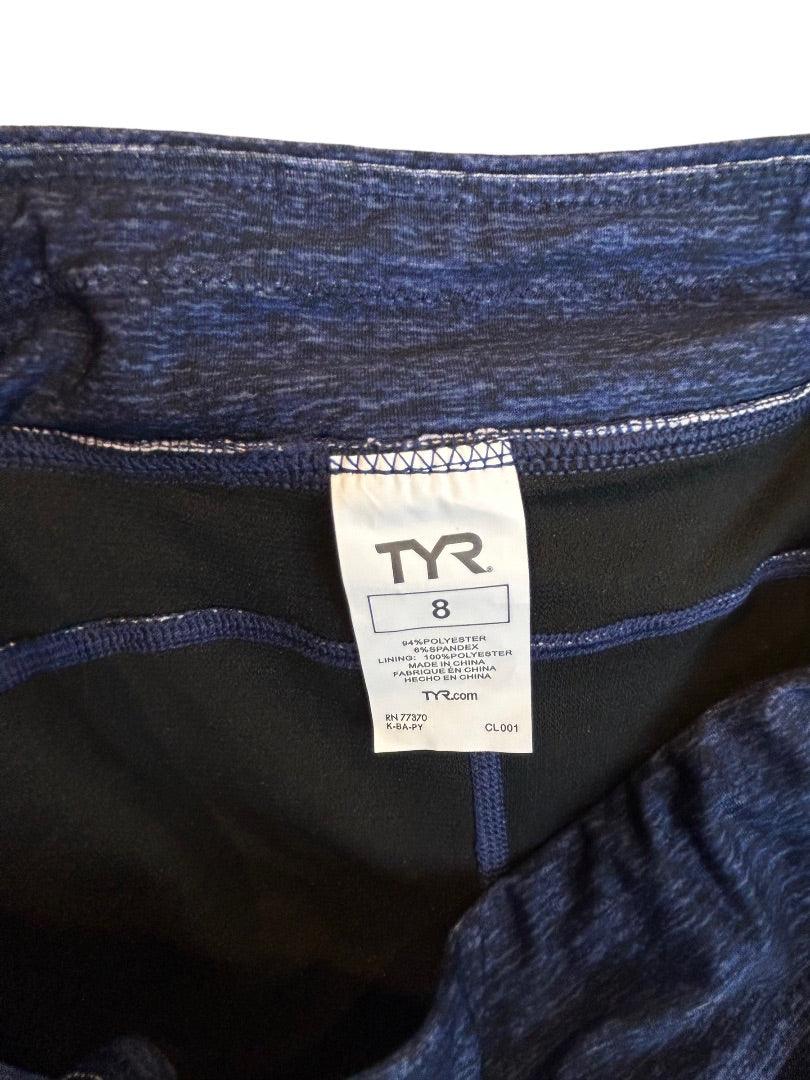 TYR®
8
94%POLYESTER
6%SPANDEX
LINING: 100%POLYESTER
MADE IN CHINA
FABRIQUE EN CHINA
HECHO EN CHINA
TYR.com
RN 77370
K-BA-PY CL001